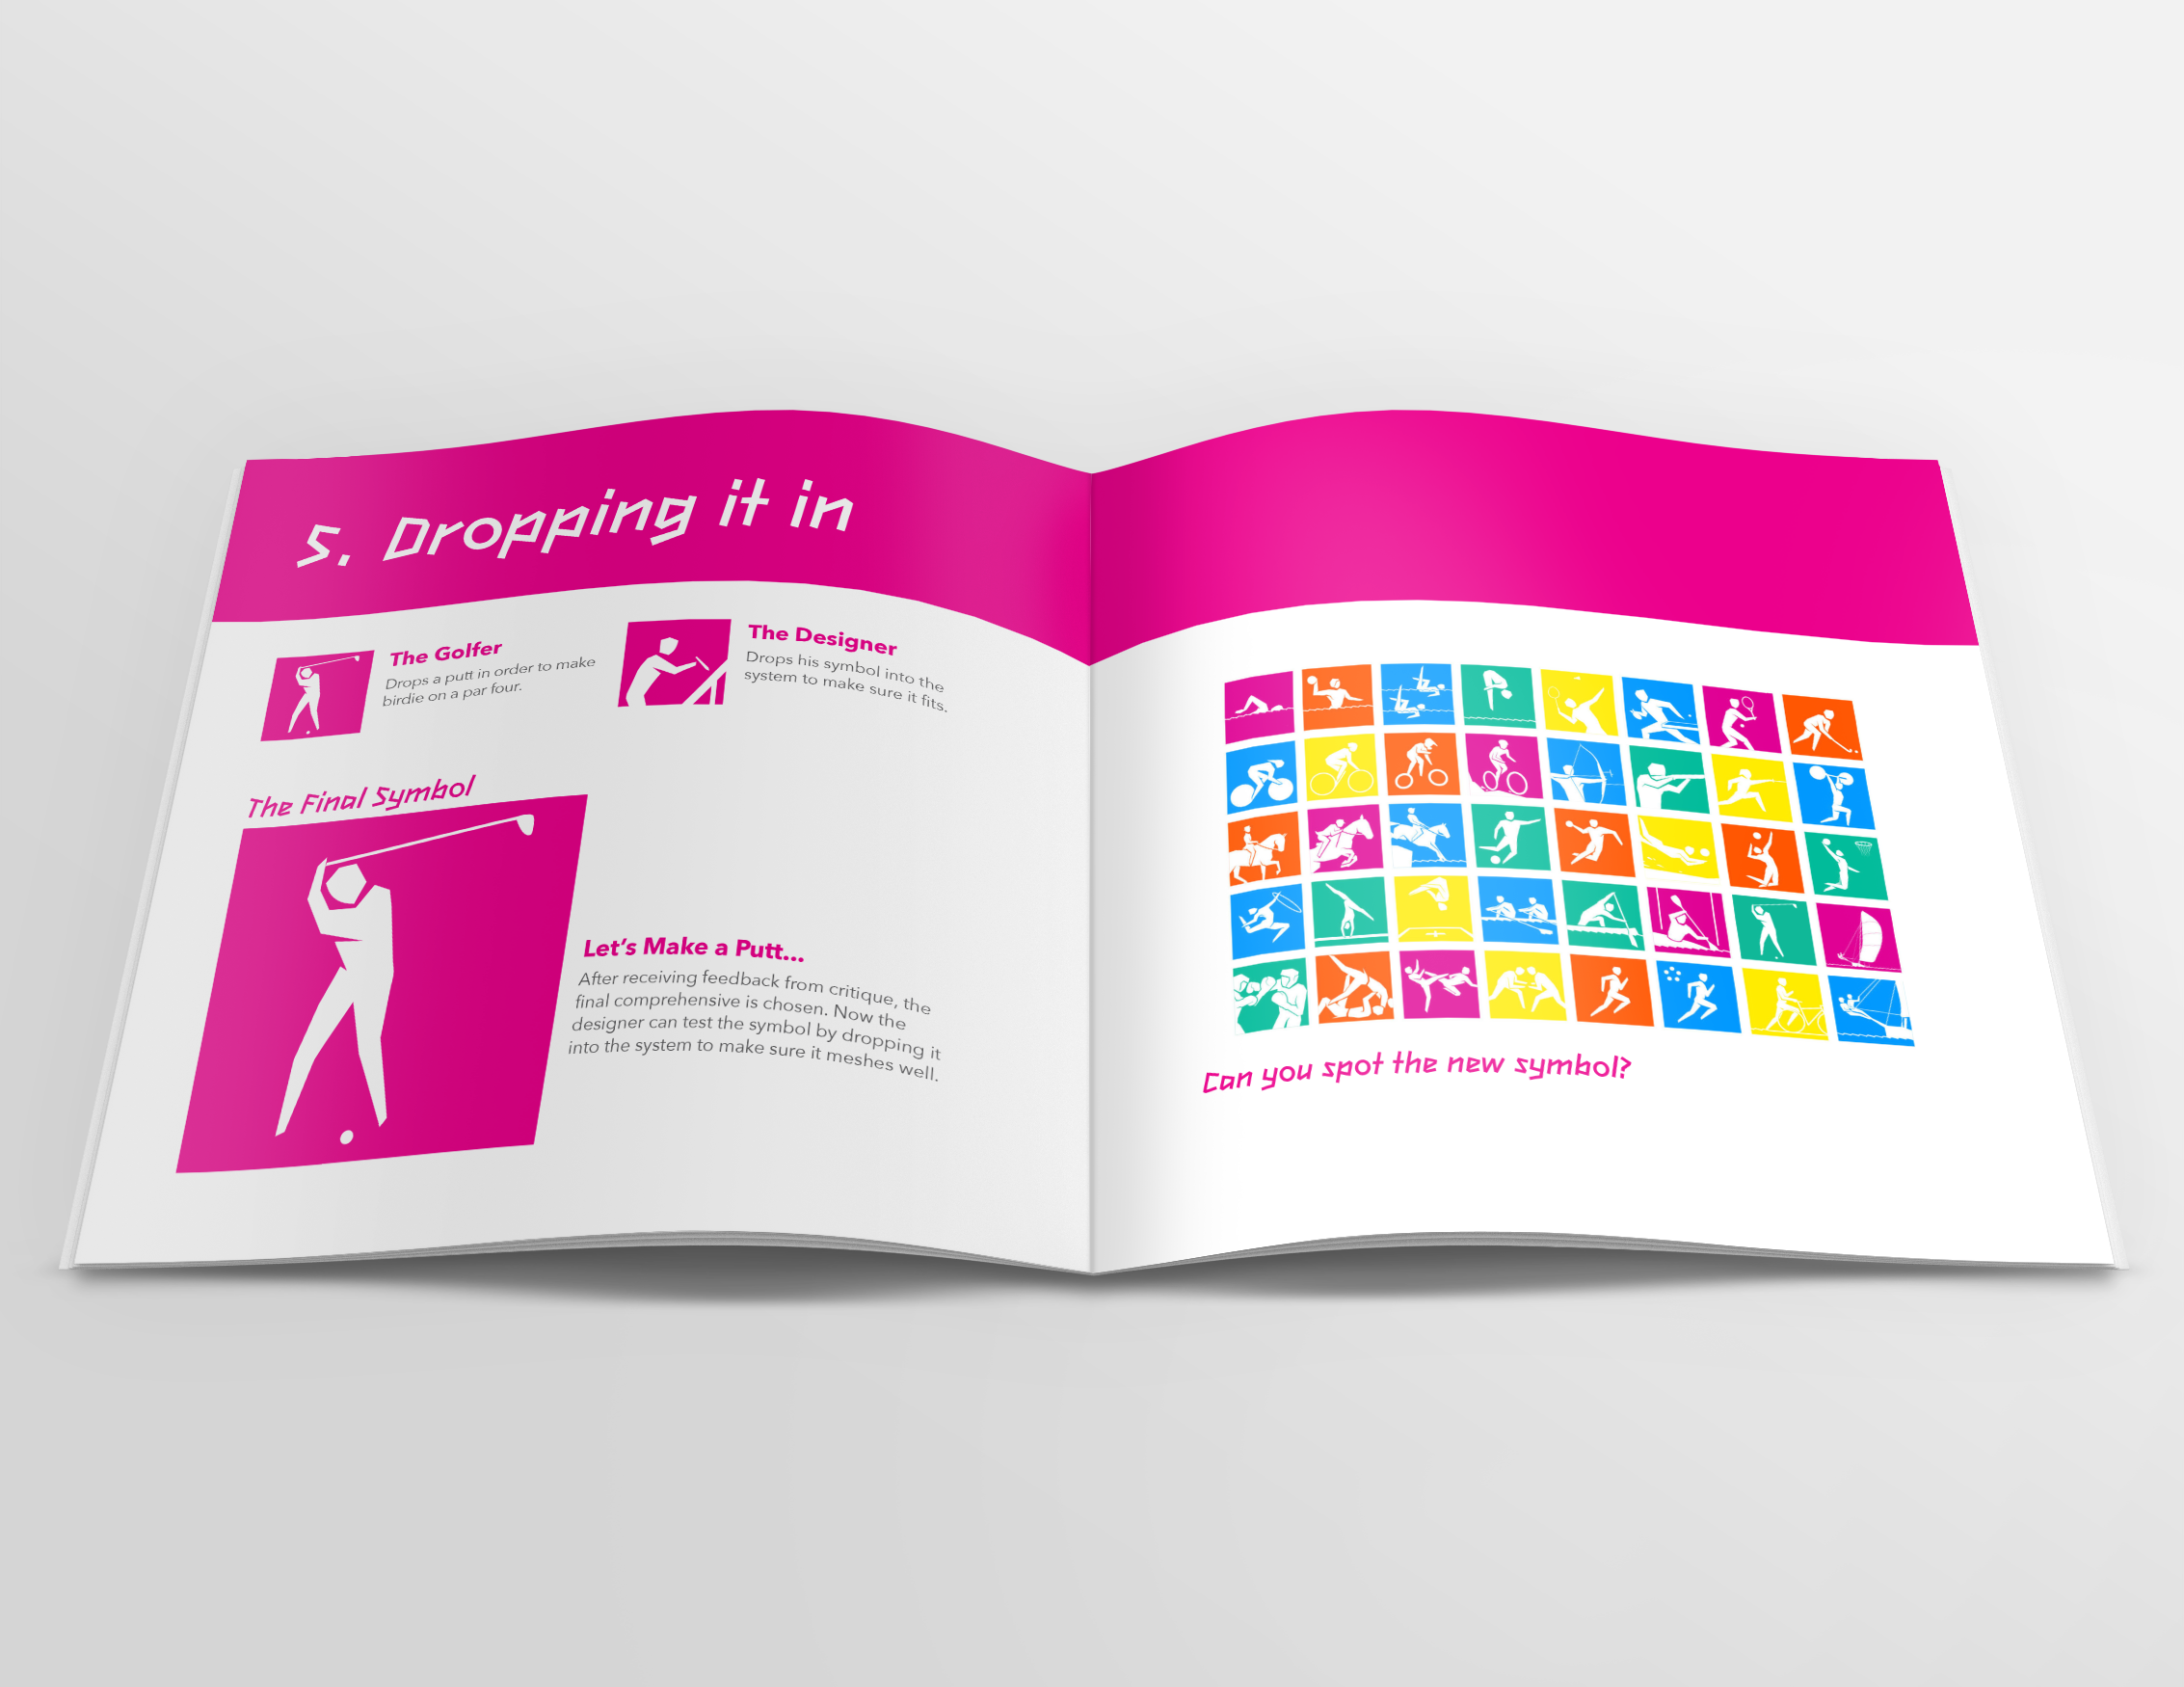 5. Dropping it in
The Golfer
Drops a putt in order to make
birdie on a par four.
The Designer
Drops his symbol into the
system to make sure it fits.
The Final Symbol
Let's Make a Putt...
After receiving feedback from critique, the
final comprehensive is chosen. Now the
designer can test the symbol by dropping it
into the system to make sure it meshes well.
Can you spot the new symbol?